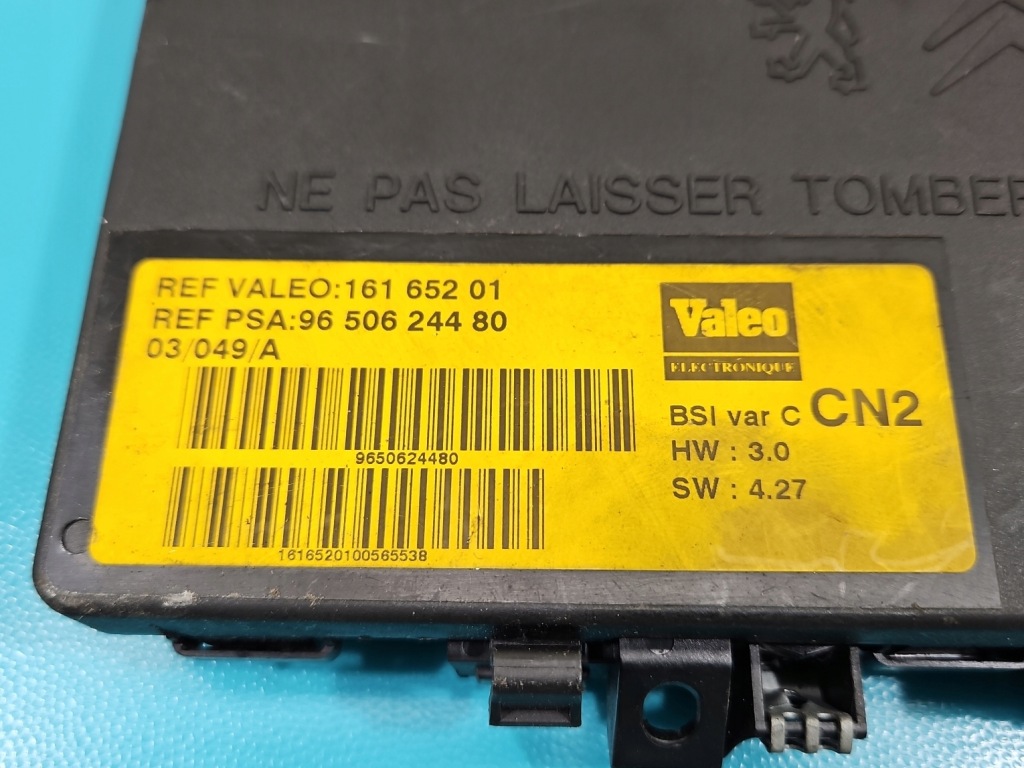 NE PAS LAISSER TOMBER
REF VALEO:161 652 01
REF PSA:96 506 244 80
03/049/A
9650624480
1616520100565538
Valeo
ELECTRONIQUE
BSI var C CN2
HW : 3.0
SW : 4.27